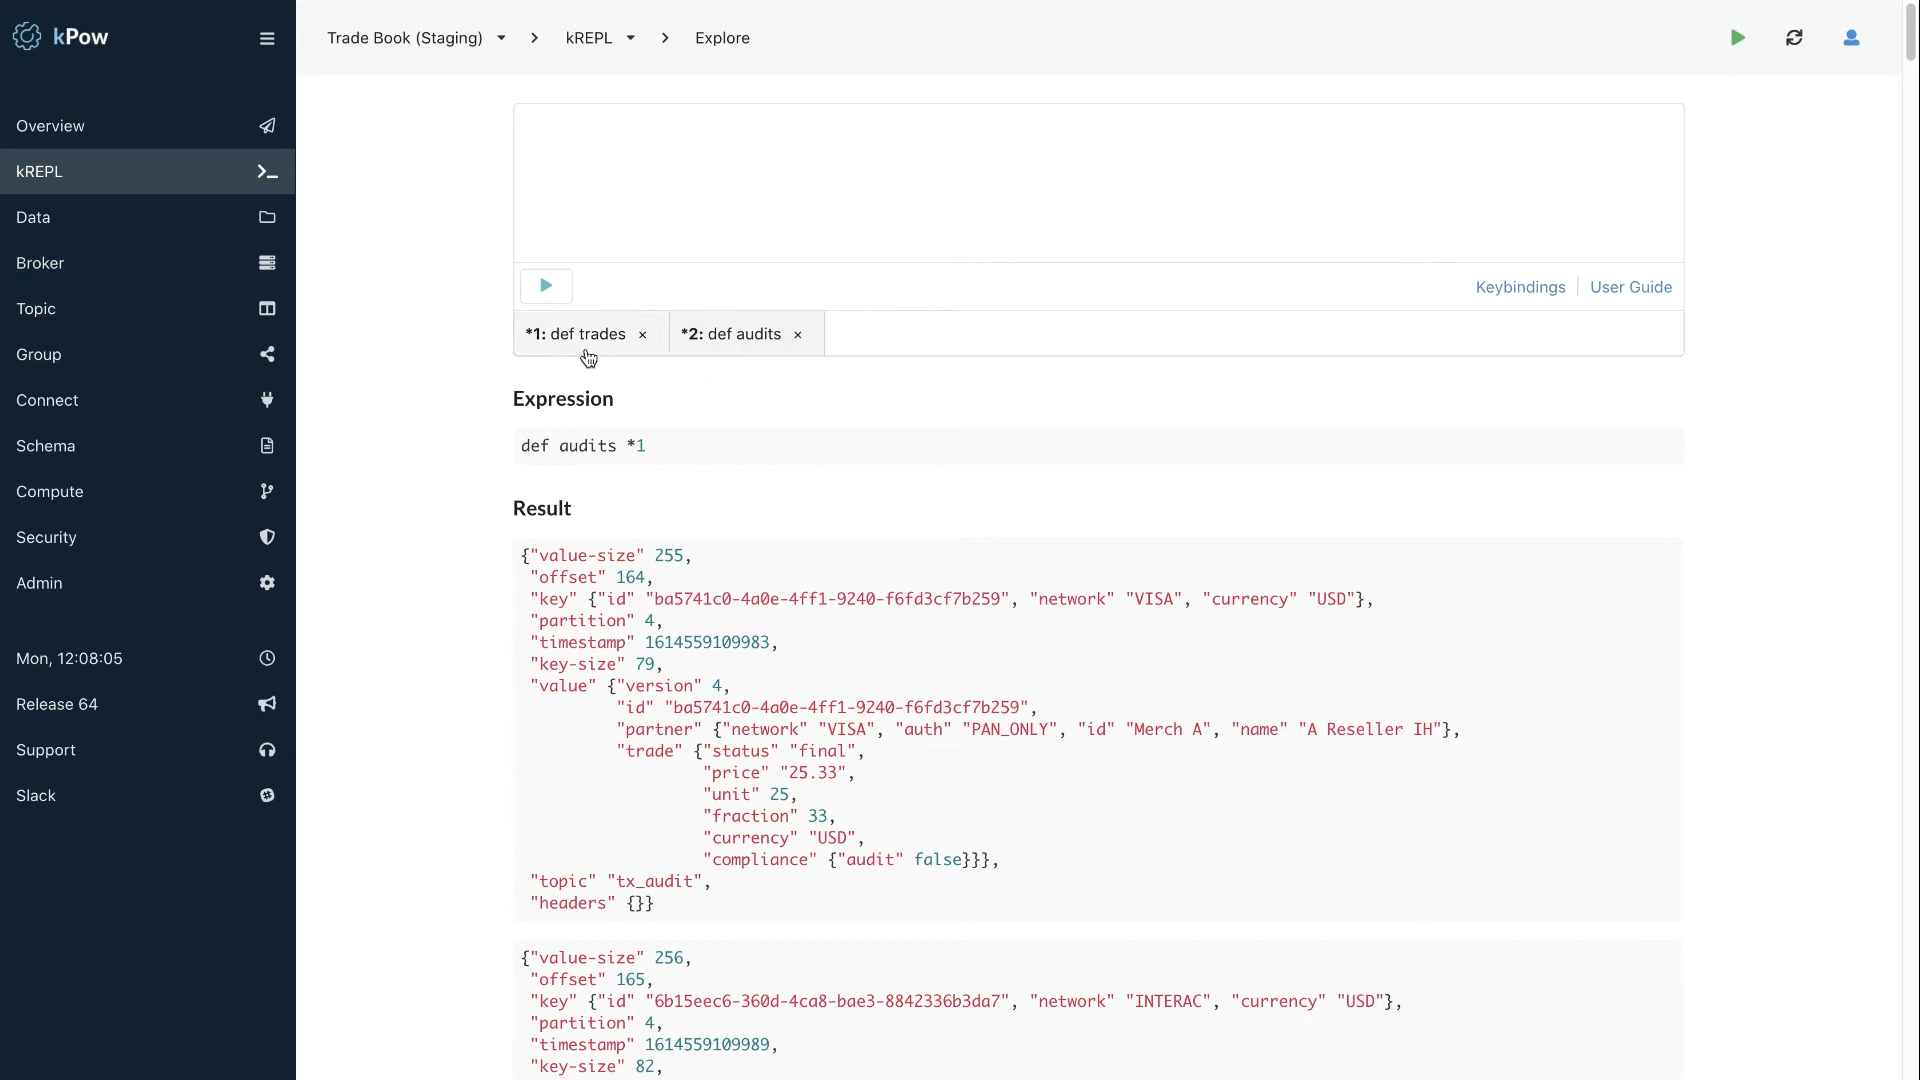 kPow
Trade Book (Staging) kREPL Explore
Overview
kREPL
Data
Broker
Topic
Group
Connect
Schema
Compute
Security
Admin
Mon, 12:08:05
Release 64
Support
Slack
Keybindings User Guide
*1: def trades × *2: def audits ×
Expression
def audits *1
Result
{"value-size" 255,
"offset" 164,
"key" {"id" "ba5741c0-4a0e-4ff1-9240-f6fd3cf7b259", "network" "VISA", "currency" "USD"},
"partition" 4,
"timestamp" 1614559109983,
"key-size" 79,
"value" {"version" 4,
"id" "ba5741c0-4a0e-4ff1-9240-f6fd3cf7b259",
"partner" {"network" "VISA", "auth" "PAN_ONLY", "id" "Merch A", "name" "A Reseller IH"},
"trade" {"status" "final",
"price" "25.33",
"unit" 25,
"fraction" 33,
"currency" "USD",
"compliance" {"audit" false}}},
"topic" "tx_audit",
"headers" {}}
{"value-size" 256,
"offset" 165,
"key" {"id" "6b15eec6-360d-4ca8-bae3-8842336b3da7", "network" "INTERAC", "currency" "USD"},
"partition" 4,
"timestamp" 1614559109989,
"key-size" 82,